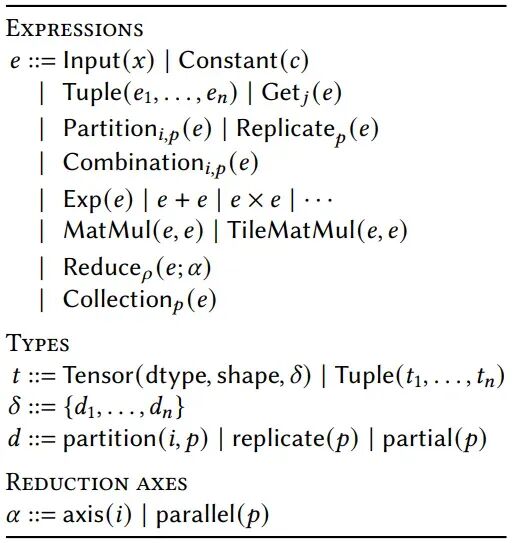 EXPRESSIONS
e ::= Input(x) | Constant(c)
| Tuple(e₁, . . . , eₙ) | Getⱼ(e)
| Partitionᵢ,ₚ(e) | Replicateₚ(e)
| Combinationᵢ,ₚ(e)
| Exp(e) | e + e | e × e | · · ·
| MatMul(e, e) | TileMatMul(e, e)
| Reduceᵨ(e; α)
| Collectionₚ(e)
TYPES
t ::= Tensor(dtype, shape, δ) | Tuple(t₁, . . . , tₙ)
δ ::= {d₁, . . . , dₙ}
d ::= partition(i, p) | replicate(p) | partial(p)
REDUCTION AXES
α ::= axis(i) | parallel(p)